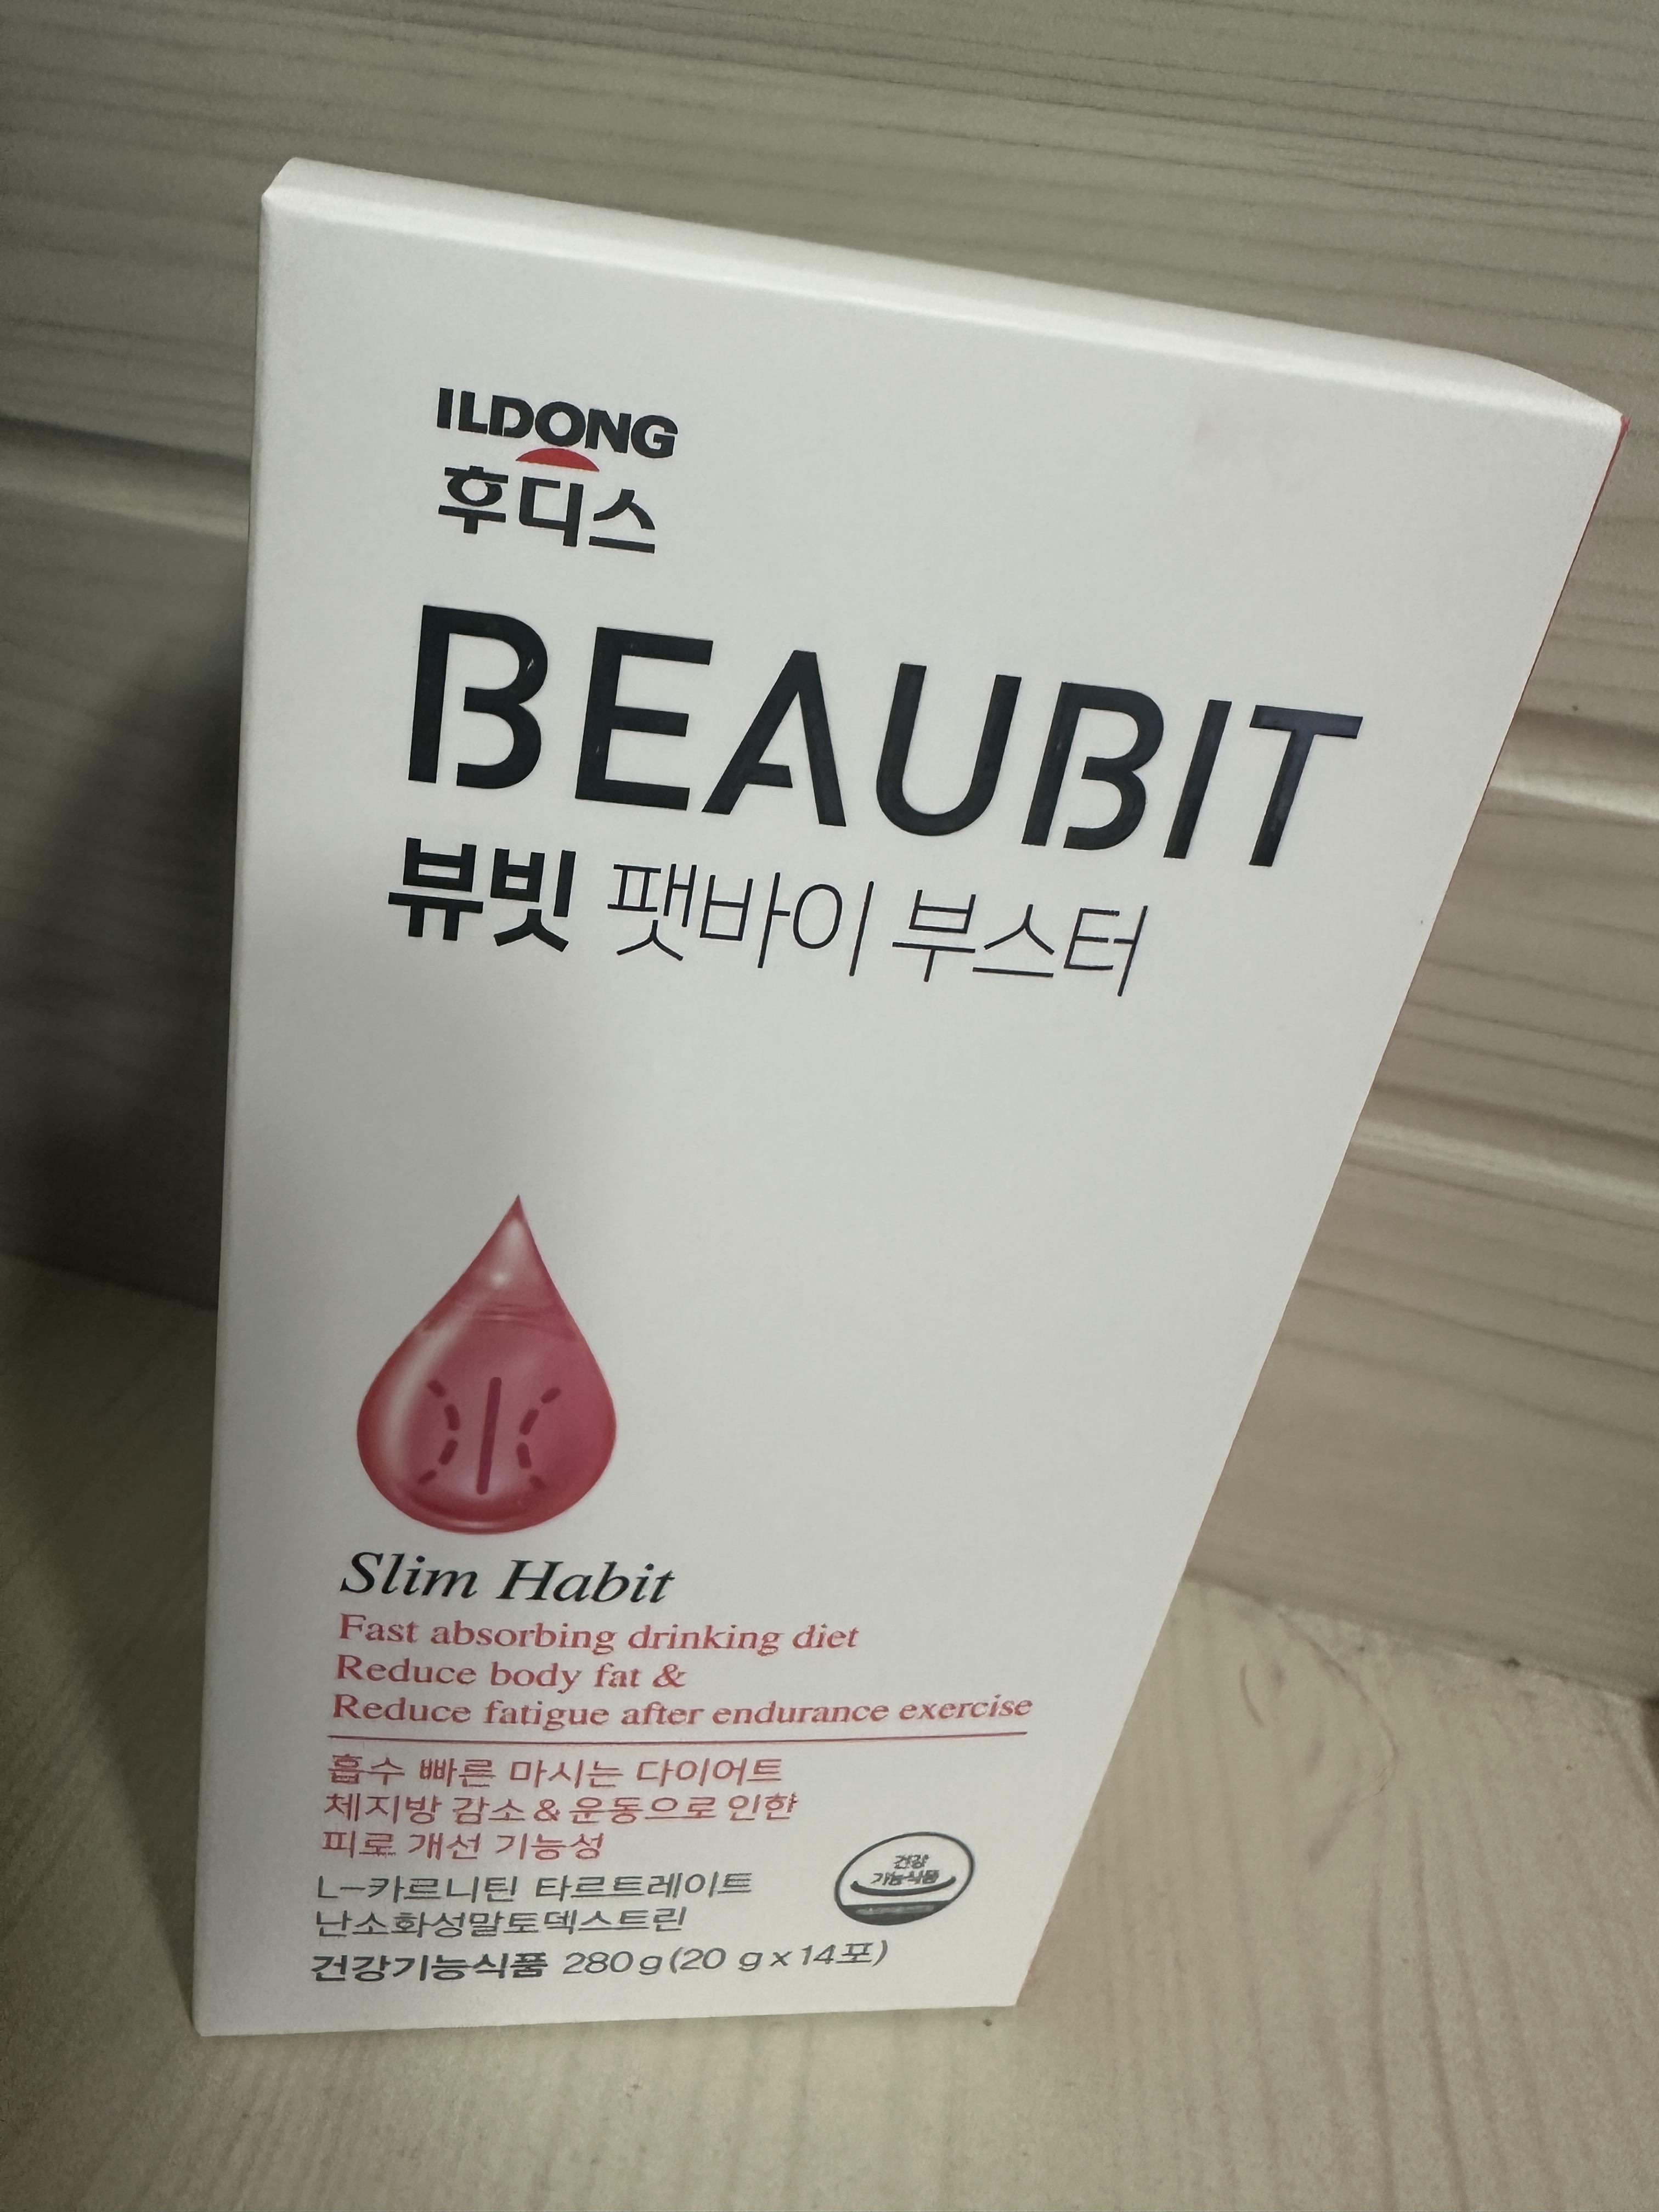 ILDONG
후디스
BEAUBIT
뷰빗 팻바이 부스터
Slim Habit
Fast absorbing drinking diet
Reduce body fat &
Reduce fatigue after endurance exercise
흡수 빠른 마시는 다이어트
체지방 감소 & 운동으로 인한
피로 개선 기능성
L-카르니틴 타르트레이트
난소화성말토덱스트린
건강
기능식품
건강기능식품 280 g (20 g x 14포)